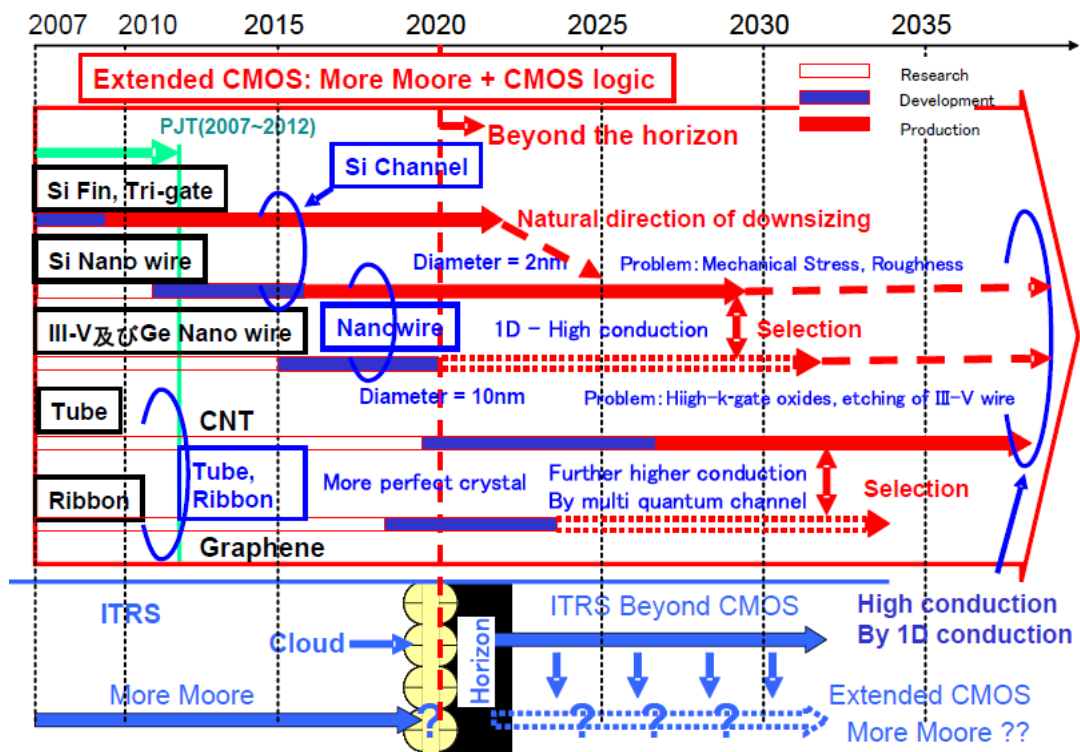 2007 2010 2015 2020 2025 2030 2035
Extended CMOS: More Moore + CMOS logic
Research
Development
Production
PJT(2007~2012)
Beyond the horizon
Si Channel
Si Fin, Tri-gate
Natural direction of downsizing
Si Nano wire
Diameter = 2nm
Problem: Mechanical Stress, Roughness
III-V及びGe Nano wire
Nanowire
1D - High conduction
Selection
Diameter = 10nm
Problem: Hiigh-k-gate oxides, etching of III-V wire
Tube
CNT
Tube,
Ribbon
More perfect crystal
Further higher conduction
By multi quantum channel
Selection
Ribbon
Graphene
ITRS
ITRS Beyond CMOS
High conduction
By 1D conduction
Cloud
Horizon
More Moore
?
? ? ?
Extended CMOS
More Moore ??